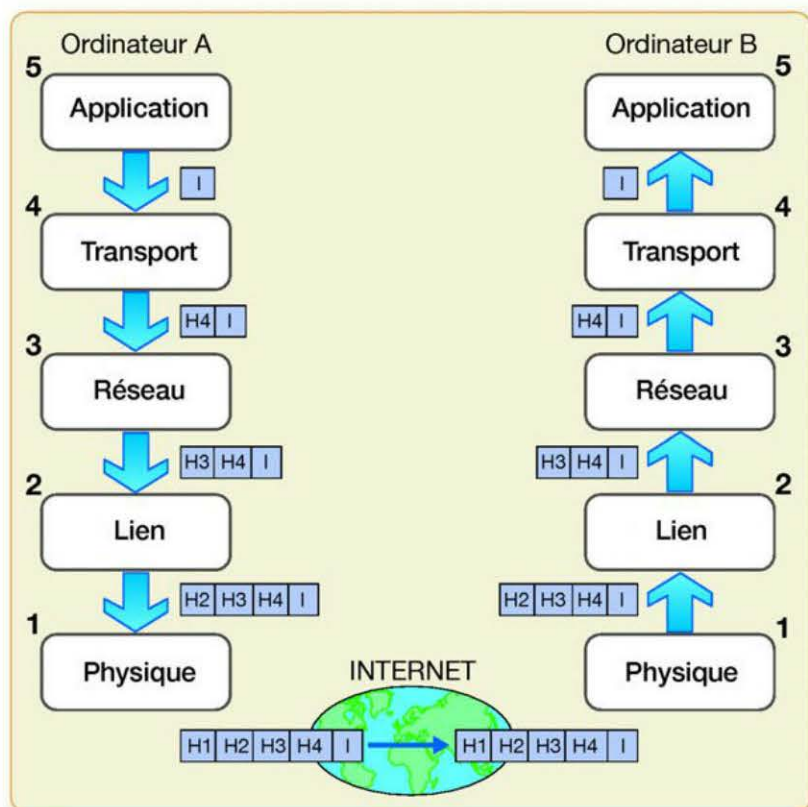 Ordinateur A
Ordinateur B
5
5
Application
Application
I
I
4
4
Transport
Transport
H4 I
H4 I
3
3
Réseau
Réseau
H3 H4 I
H3 H4 I
2
2
Lien
Lien
H2 H3 H4 I
H2 H3 H4 I
1
1
Physique
Physique
INTERNET
H1 H2 H3 H4 I
H1 H2 H3 H4 I